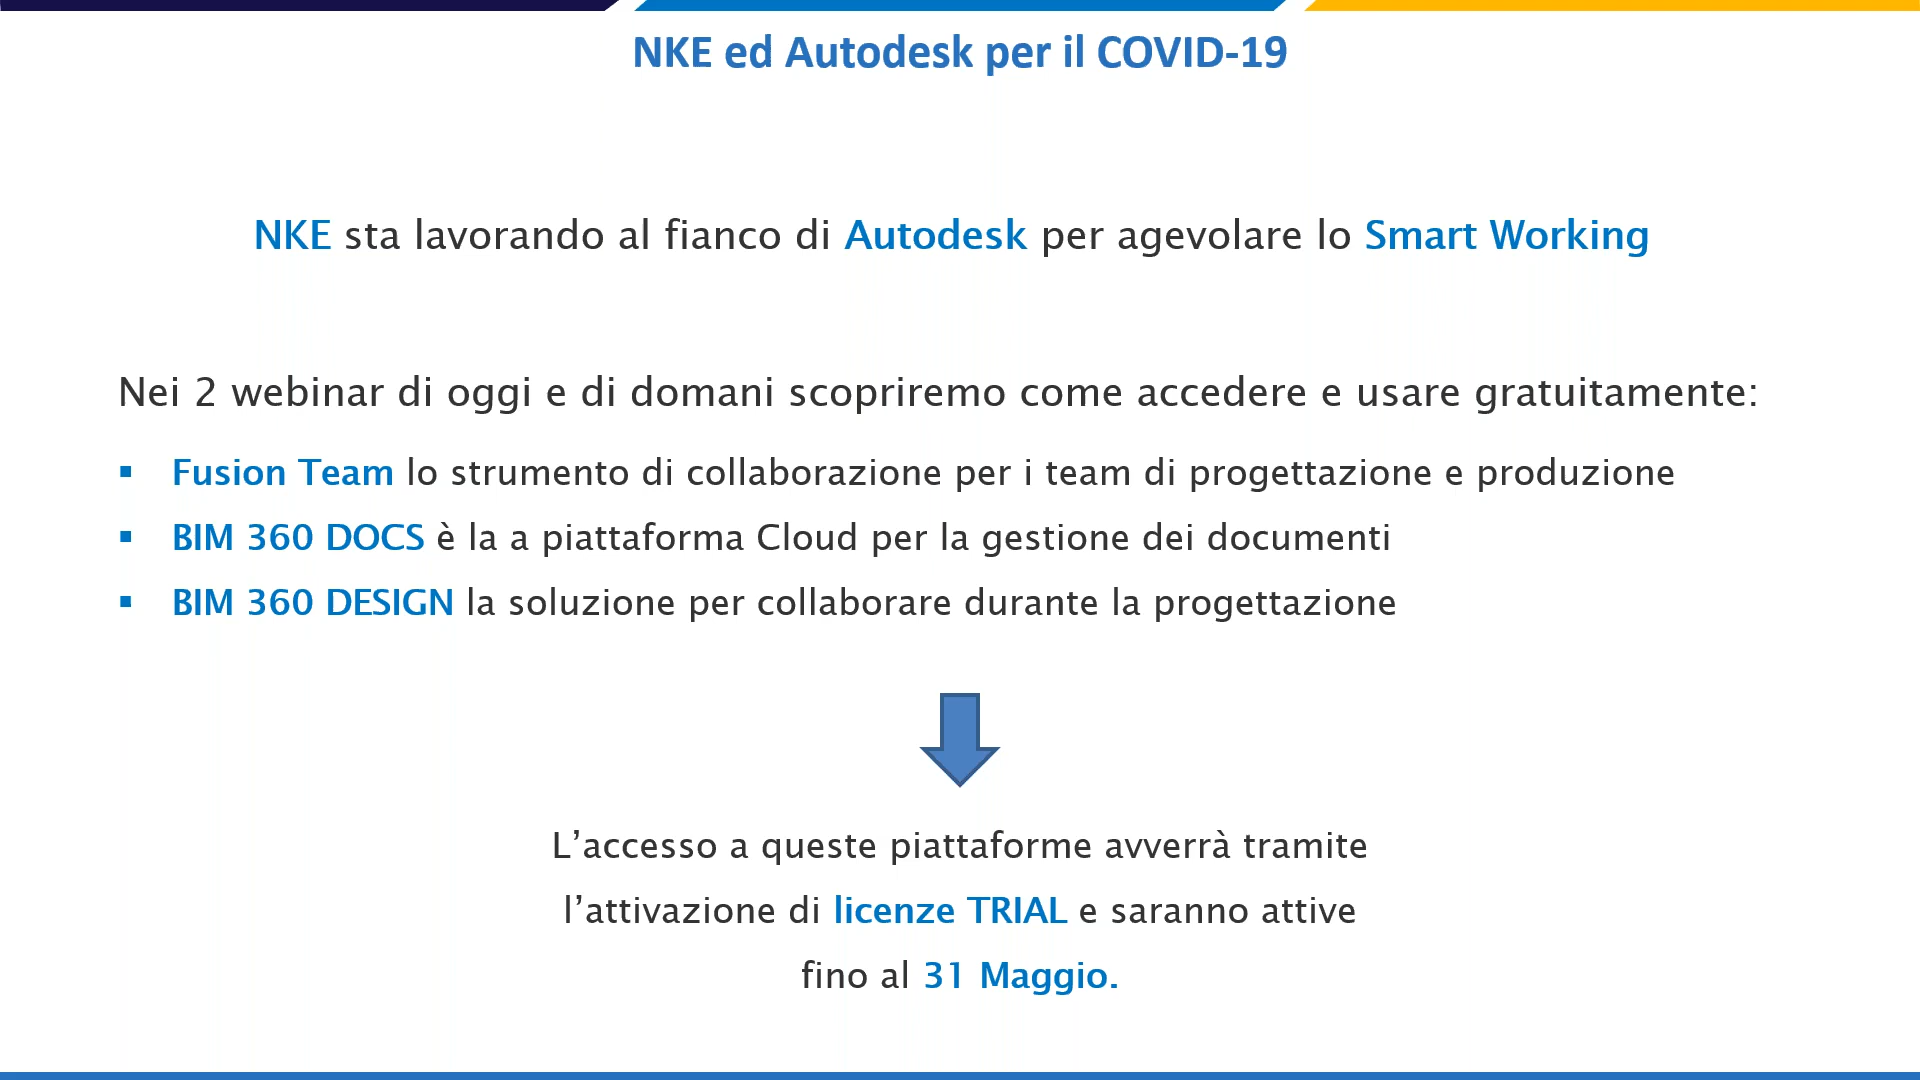 NKE ed Autodesk per il COVID-19
NKE sta lavorando al fianco di Autodesk per agevolare lo Smart Working
Nei 2 webinar di oggi e di domani scopriremo come accedere e usare gratuitamente:
▪ Fusion Team lo strumento di collaborazione per i team di progettazione e produzione
▪ BIM 360 DOCS è la a piattaforma Cloud per la gestione dei documenti
▪ BIM 360 DESIGN la soluzione per collaborare durante la progettazione
L’accesso a queste piattaforme avverrà tramite
l’attivazione di licenze TRIAL e saranno attive
fino al 31 Maggio.